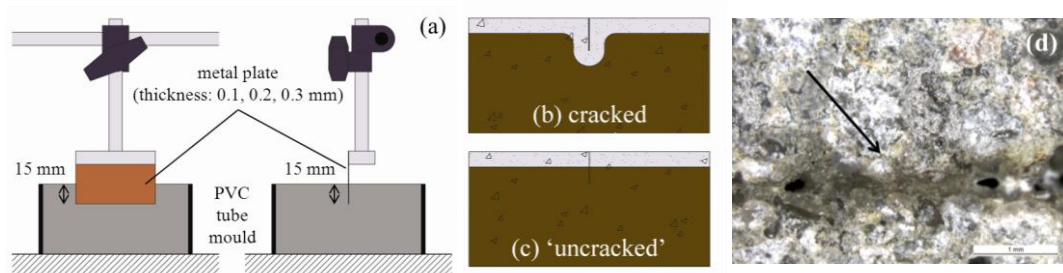 (a)
metal plate
(thickness: 0.1, 0.2, 0.3 mm)
15 mm
15 mm
PVC
tube
mould
(b) cracked
(c) ‘uncracked’
(d)
1 mm